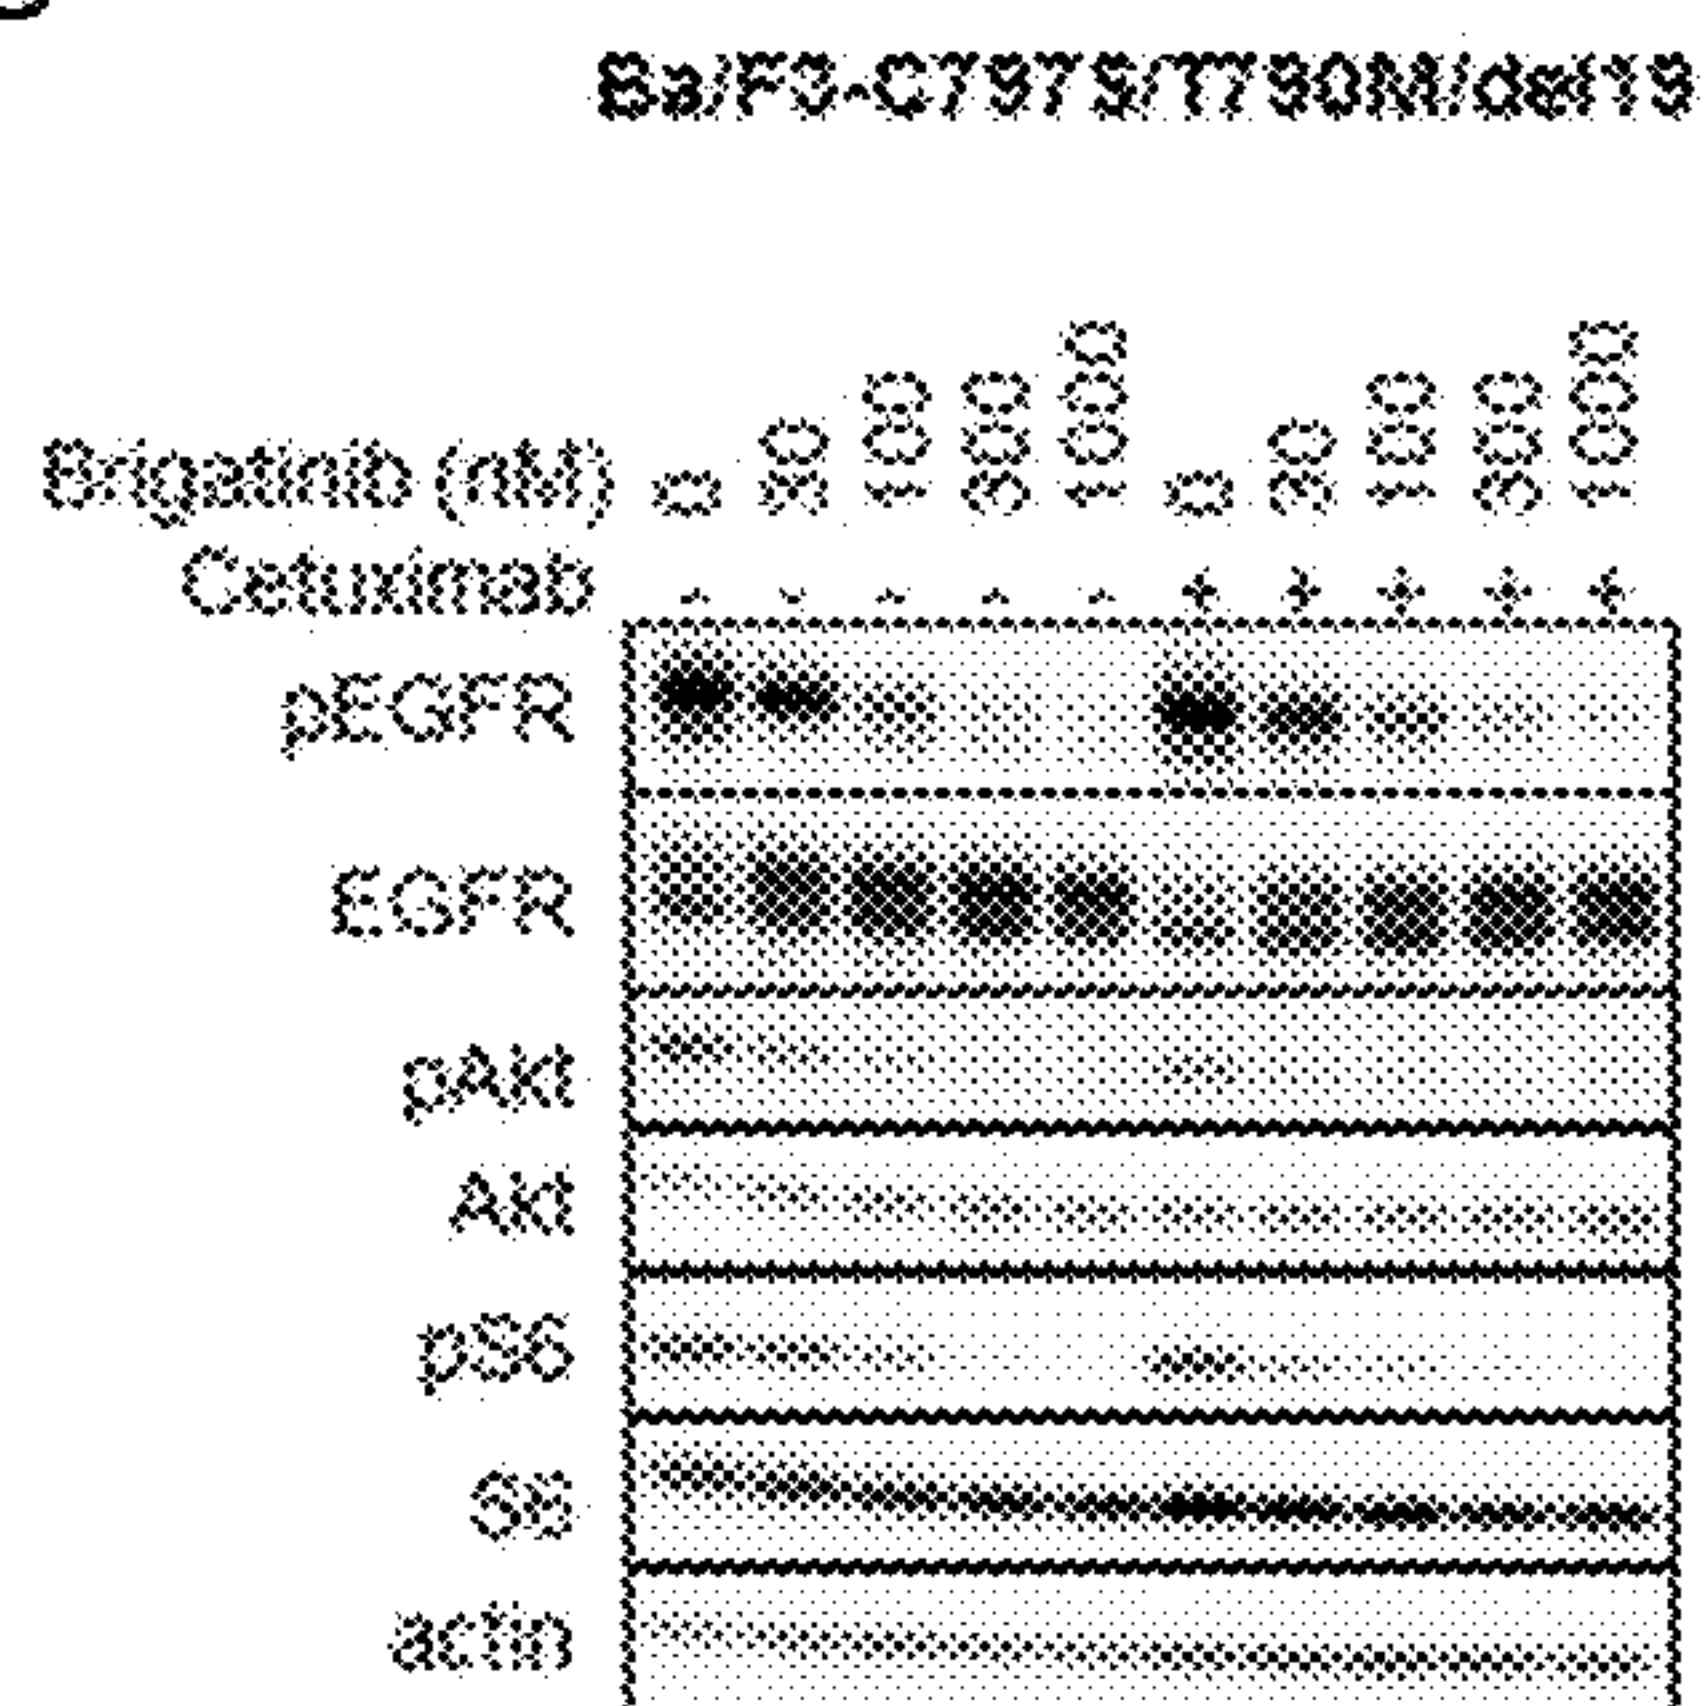 Ba/F3-C797S/T790M/del19
Brigatinib (nM) 0 30 100 300 1000 0 30 100 300 1000
Cetuximab - - - - - + + + + +
pEGFR
EGFR
pAkt
Akt
pS6
S6
actin